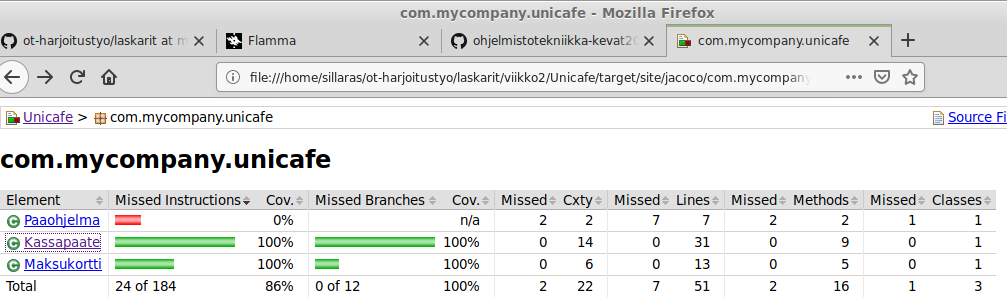 com.mycompany.unicafe - Mozilla Firefox
ot-harjoitustyo/laskarit at m
Flamma
ohjelmistotekniikka-kevat20
com.mycompany.unicafe
file:///home/sillaras/ot-harjoitustyo/laskarit/viikko2/Unicafe/target/site/jacoco/com.mycompany
Unicafe > com.mycompany.unicafe Source Fi
com.mycompany.unicafe
Element Missed Instructions Cov. Missed Branches Cov. Missed Cxty Missed Lines Missed Methods Missed Classes
Paaohjelma 0% n/a 2 2 7 7 2 2 1 1
Kassapaate 100% 100% 0 14 0 31 0 9 0 1
Maksukortti 100% 100% 0 6 0 13 0 5 0 1
Total 24 of 184 86% 0 of 12 100% 2 22 7 51 2 16 1 3